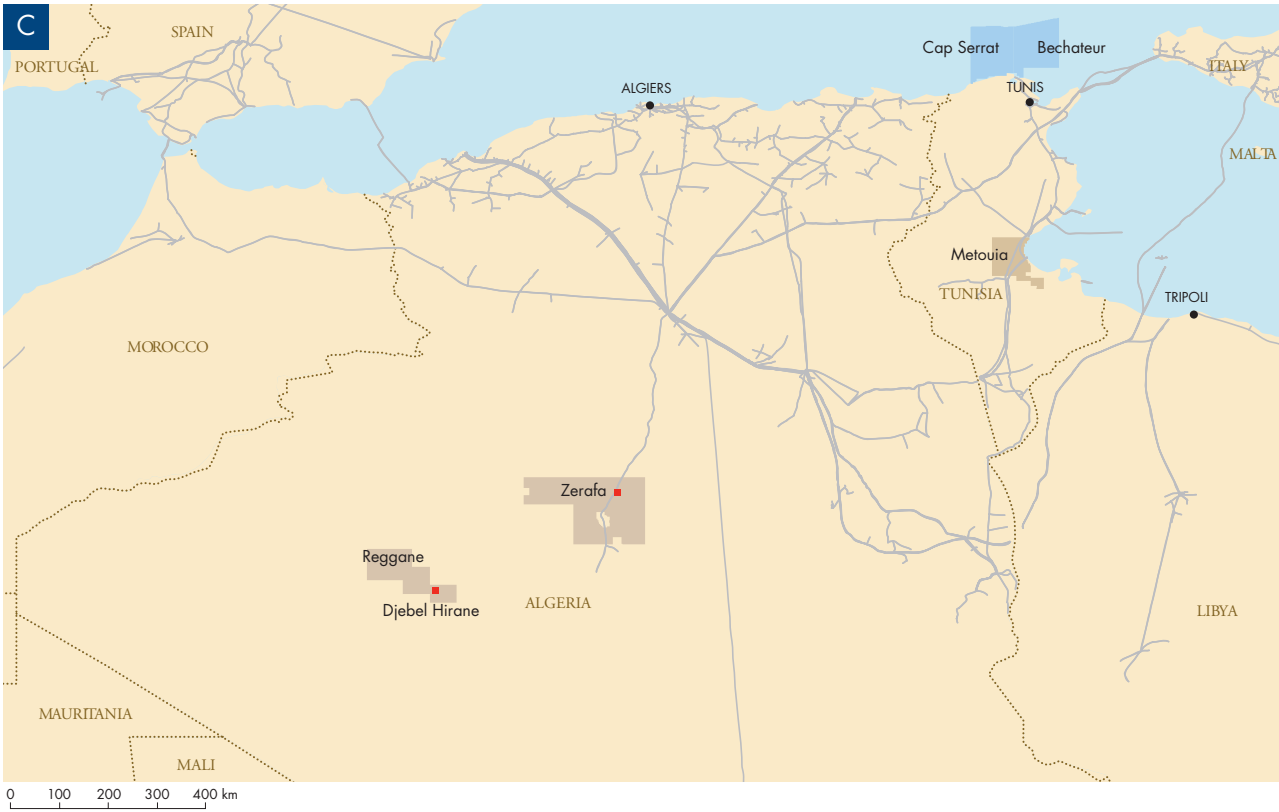 C
SPAIN
PORTUGAL
Cap Serrat
Bechateur
ITALY
ALGIERS
TUNIS
MALTA
Metouia
TUNISIA
TRIPOLI
MOROCCO
Zerafa
Reggane
Djebel Hirane
ALGERIA
LIBYA
MAURITANIA
MALI
0 100 200 300 400 km